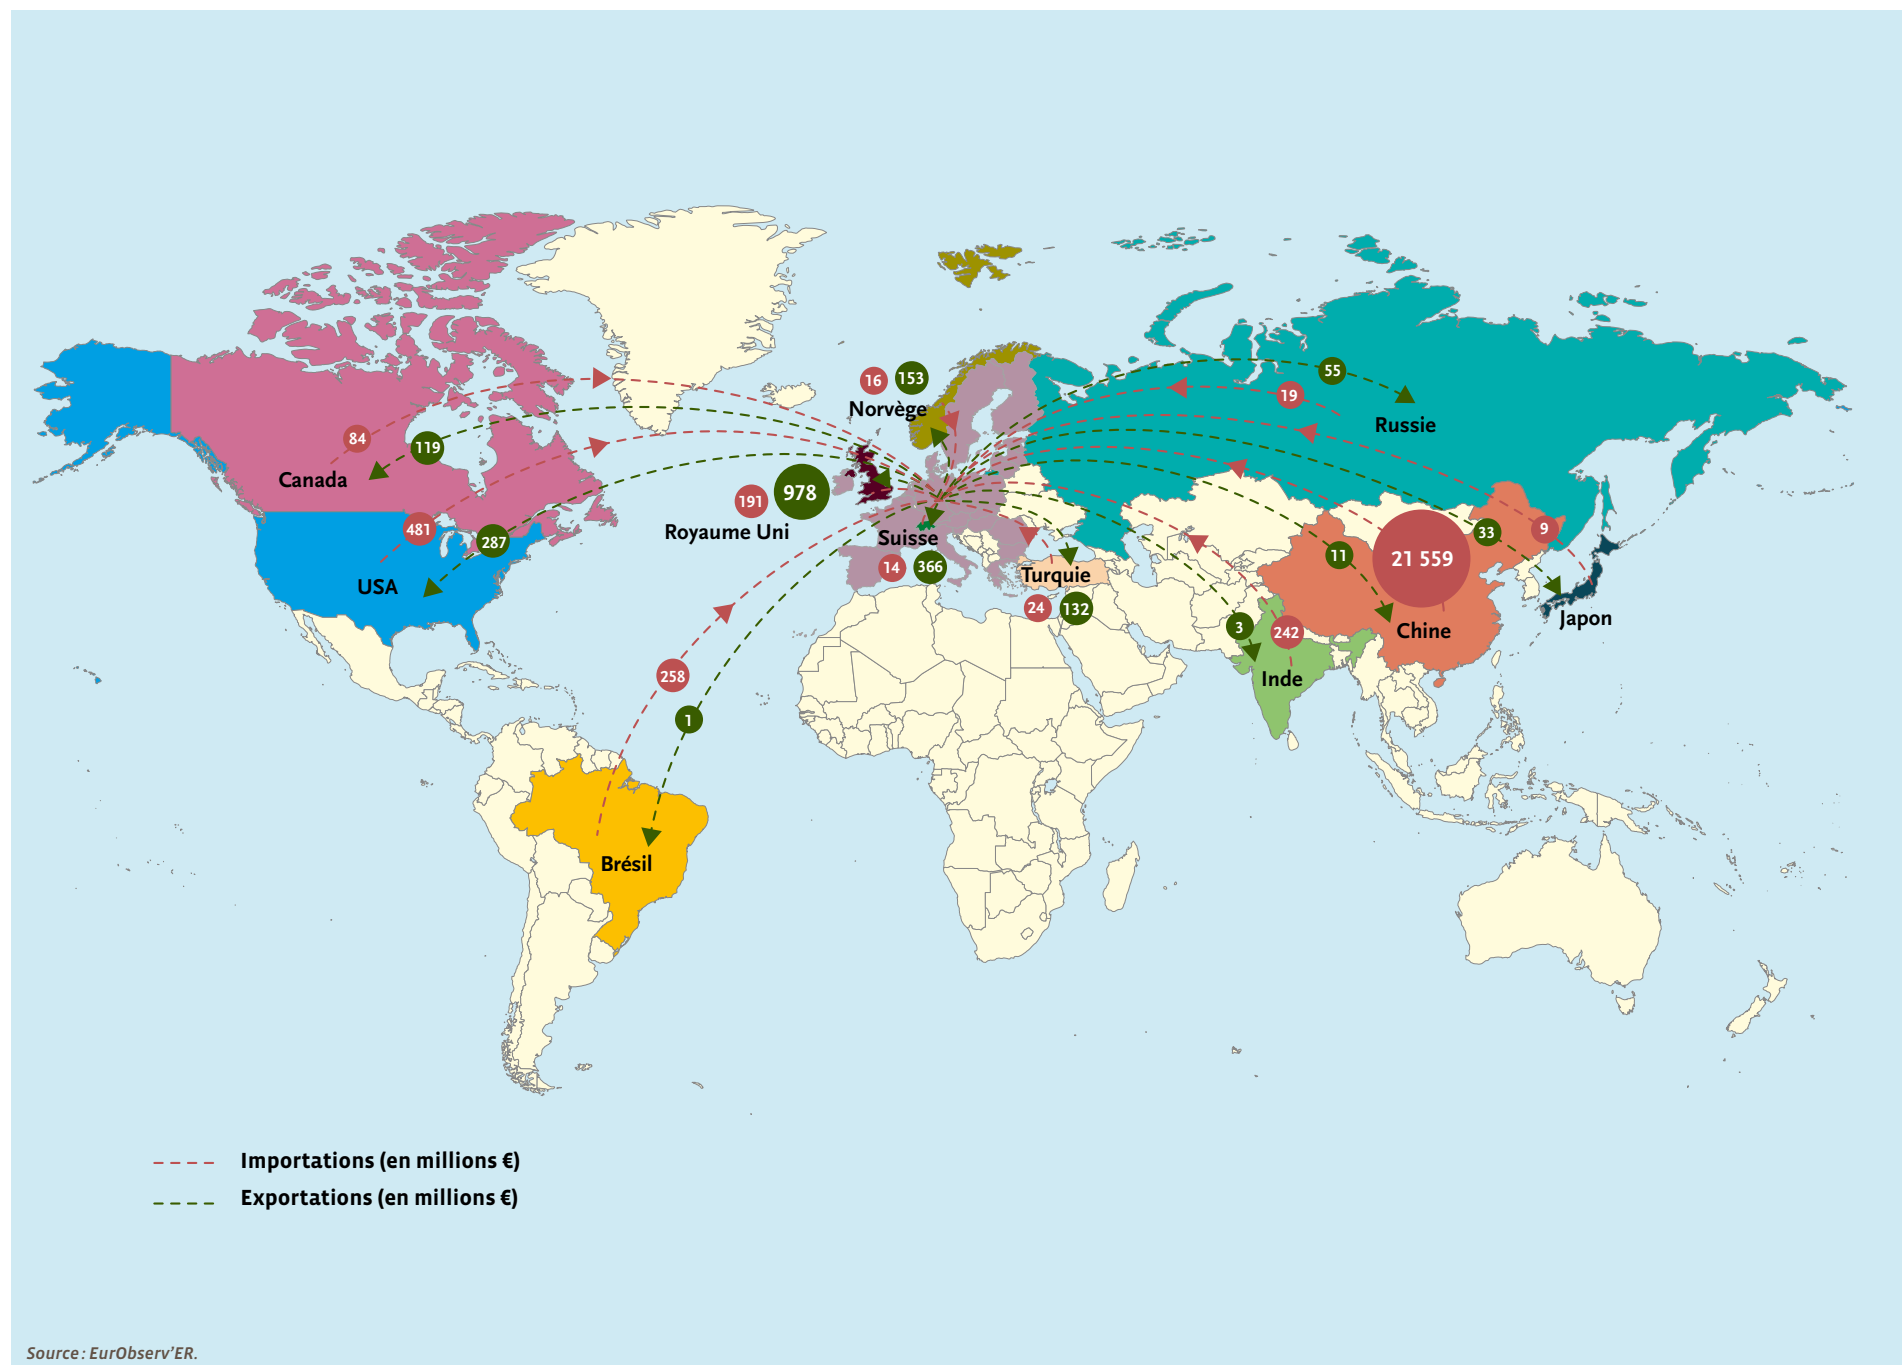 16
153
Norvège
55
19
Russie
84
119
Canada
191
978
Royaume Uni
481
287
USA
Suisse
14
366
Turquie
24
132
33
9
11
21 559
Japon
Chine
3
242
Inde
258
1
Brésil
Importations (en millions €)
Exportations (en millions €)
Source : EurObserv’ER.